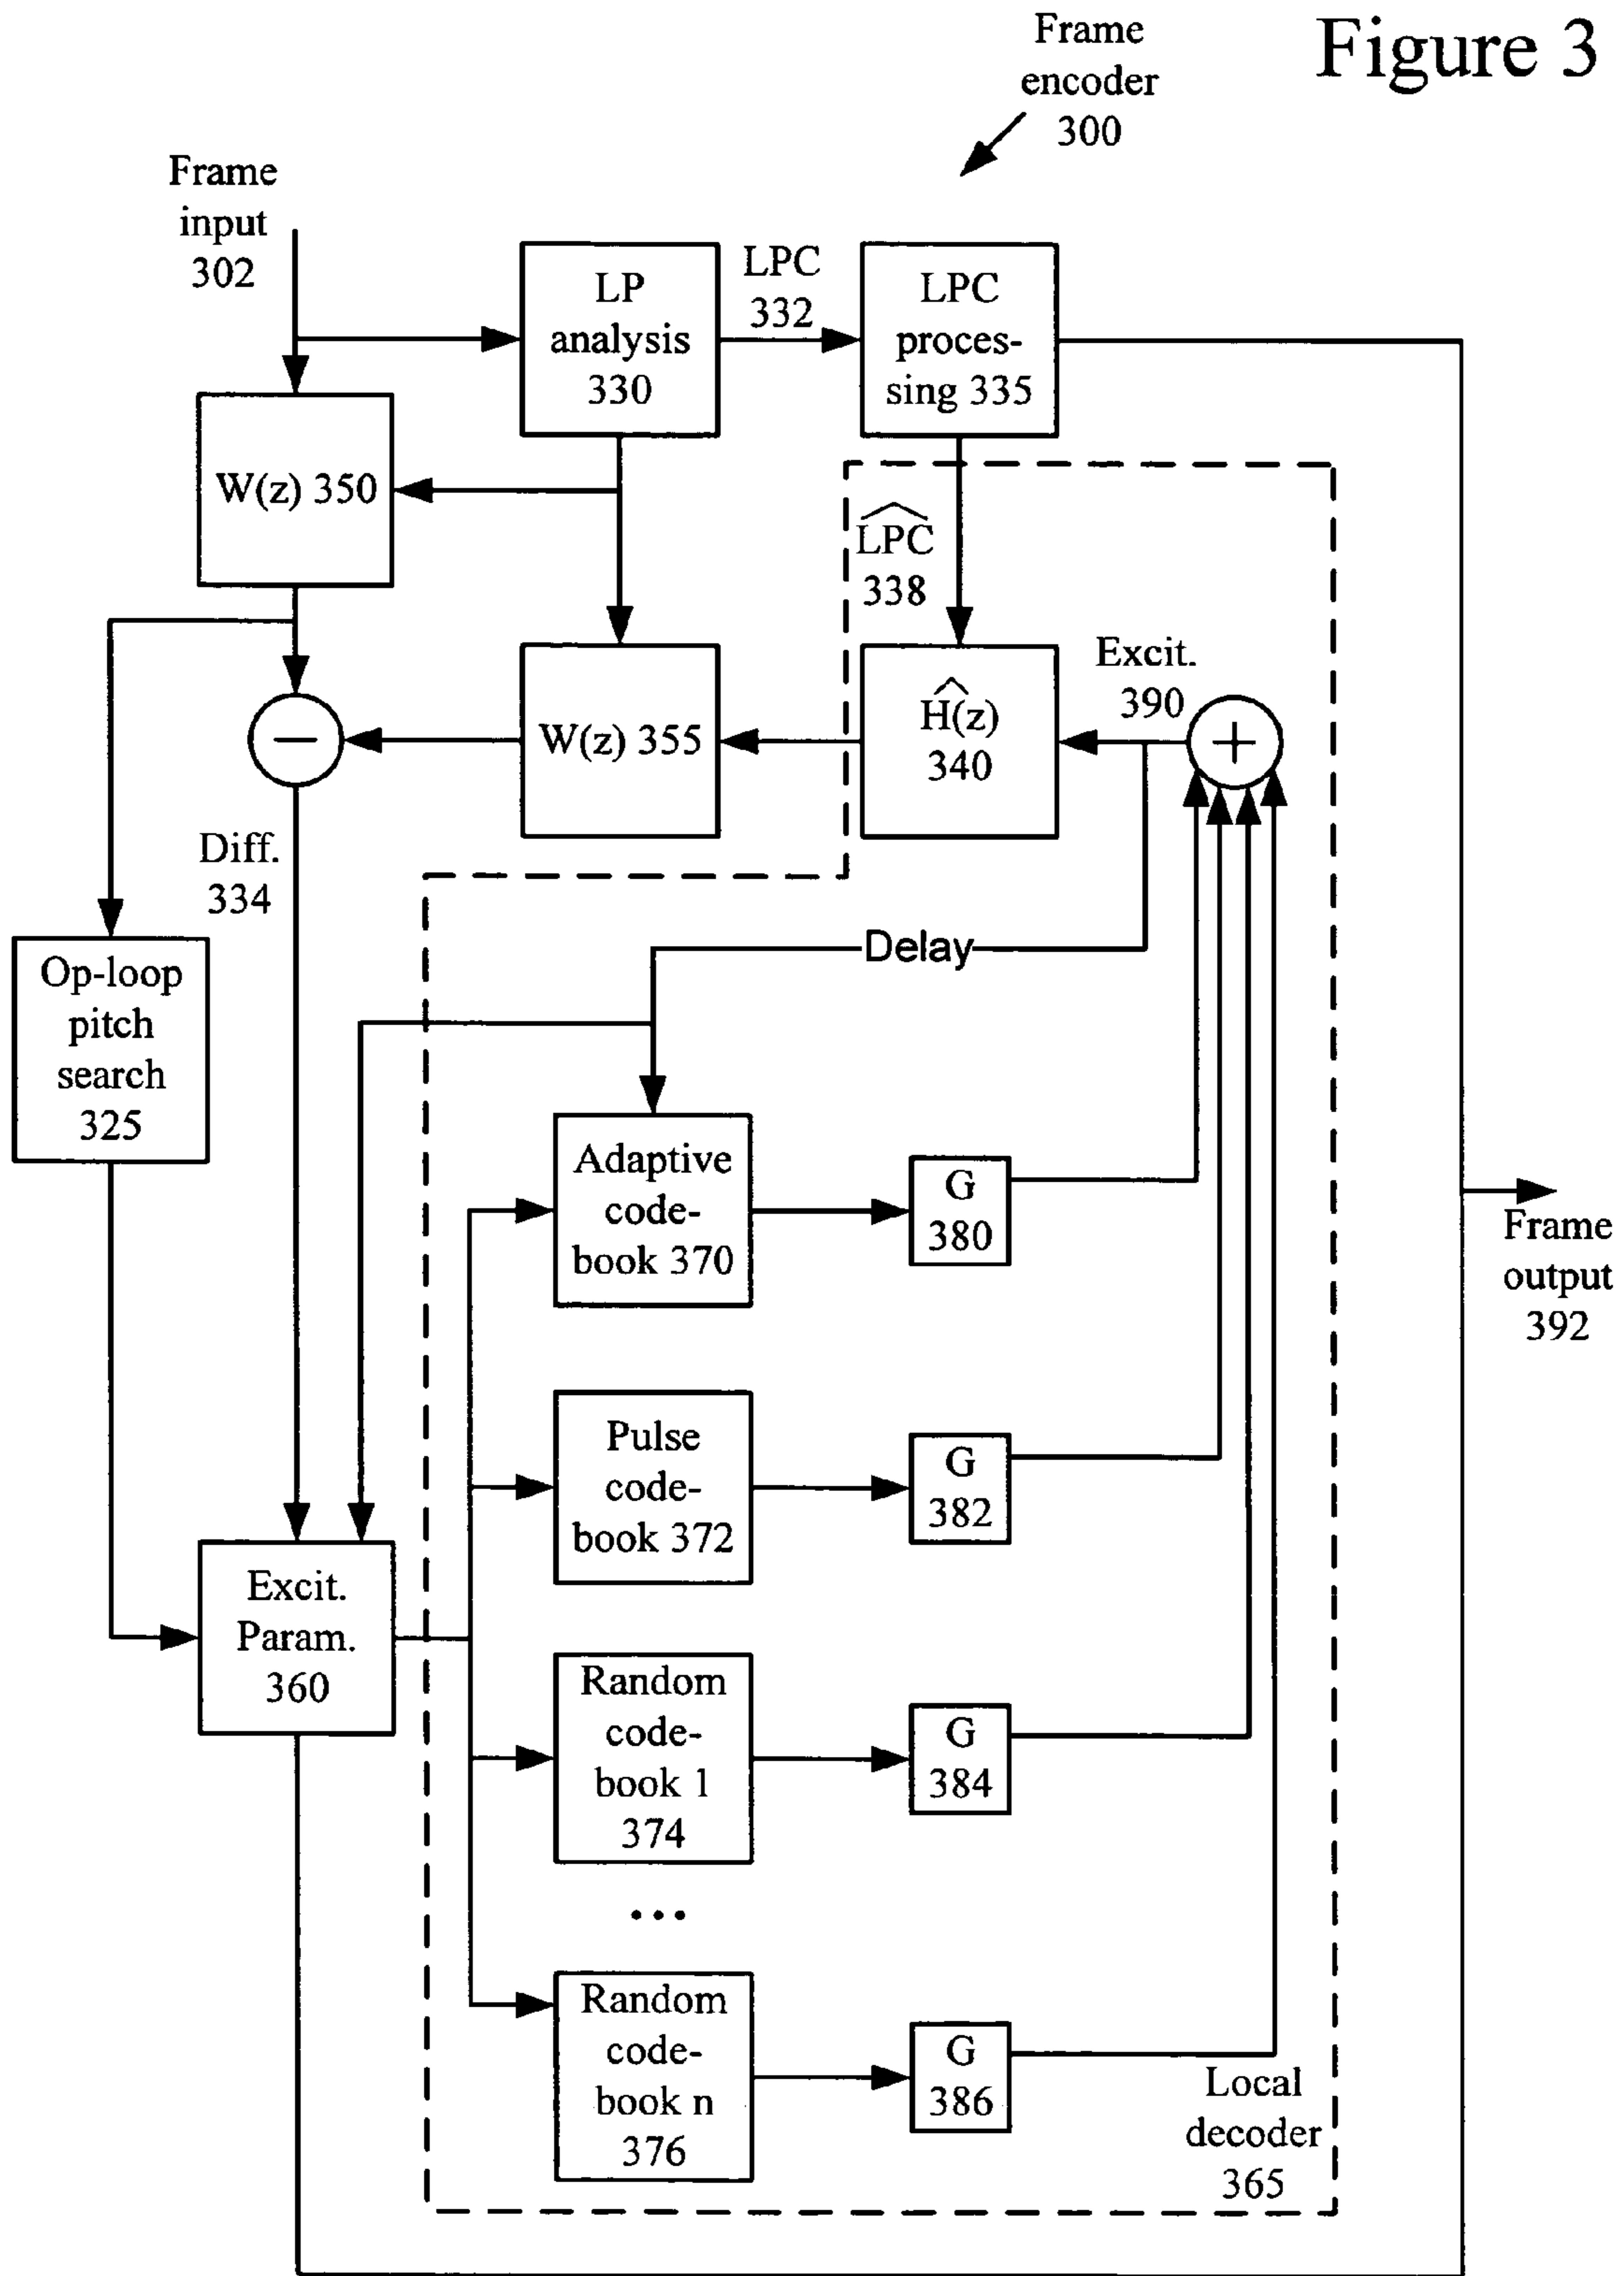 Figure 3
Frame
encoder
300
Frame
input
302
LP
analysis
330
LPC
332
LPC
proces-
sing 335
W(z) 350
L͡PC
338
W(z) 355
Ĥ(z)
340
Excit.
390
+
−
Diff.
334
Delay
Op-loop
pitch
search
325
Adaptive
code-
book 370
G
380
Frame
output
392
Pulse
code-
book 372
G
382
Excit.
Param.
360
Random
code-
book 1
374
G
384
...
Random
code-
book n
376
G
386
Local
decoder
365